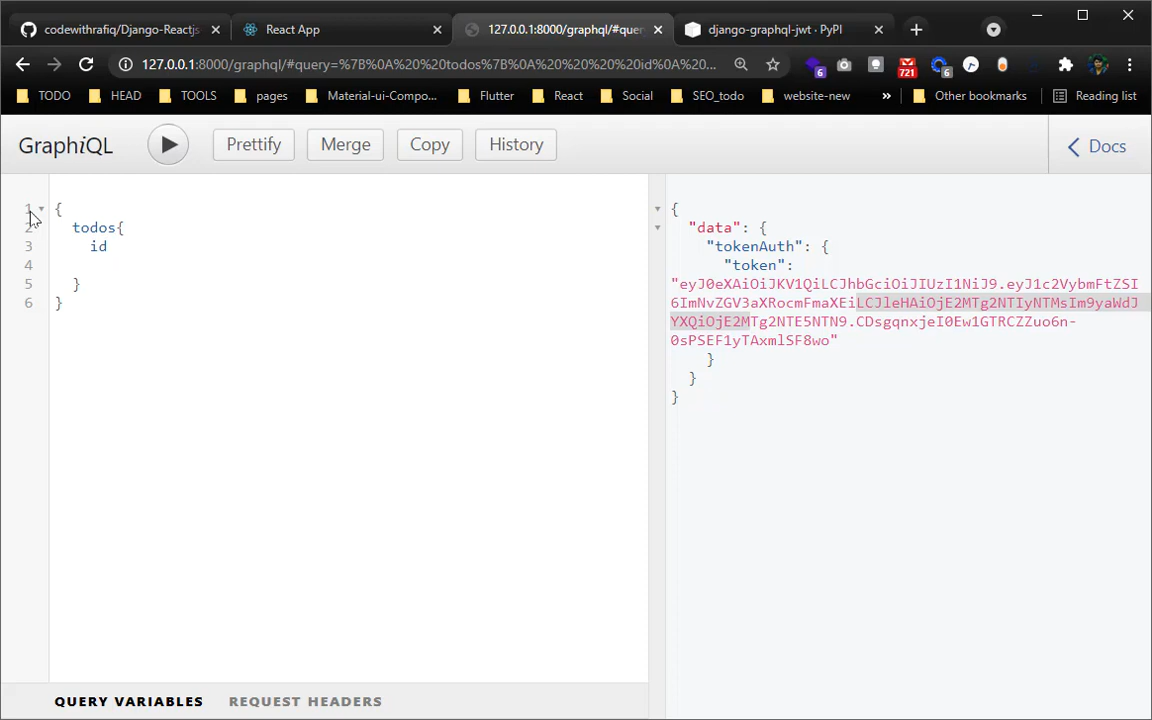 codewithrafiq/Django-Reactjs
React App
127.0.0.1:8000/graphql/#quer
django-graphql-jwt · PyPI
127.0.0.1:8000/graphql/#query=%7B%0A%20%20todos%7B%0A%20%20%20%20id%0A%20...
6
721
6
TODO
HEAD
TOOLS
pages
Material-ui-Compo...
Flutter
React
Social
SEO_todo
website-new
»
Other bookmarks
Reading list
GraphiQL
Prettify
Merge
Copy
History
Docs
1 {
2 todos{
3 id
4
5 }
6 }
{
"data": {
"tokenAuth": {
"token":
"eyJ0eXAiOiJKV1QiLCJhbGciOiJIUzI1NiJ9.eyJ1c2VybmFtZSI
6ImNvZGV3aXRocmFmaXEiLCJleHAiOjE2MTg2NTIyNTMsIm9yaWdJ
YXQiOjE2MTg2NTE5NTN9.CDsgqnxjeI0Ew1GTRCZZuo6n-
0sPSEF1yTAxmlSF8wo"
}
}
}
QUERY VARIABLES
REQUEST HEADERS